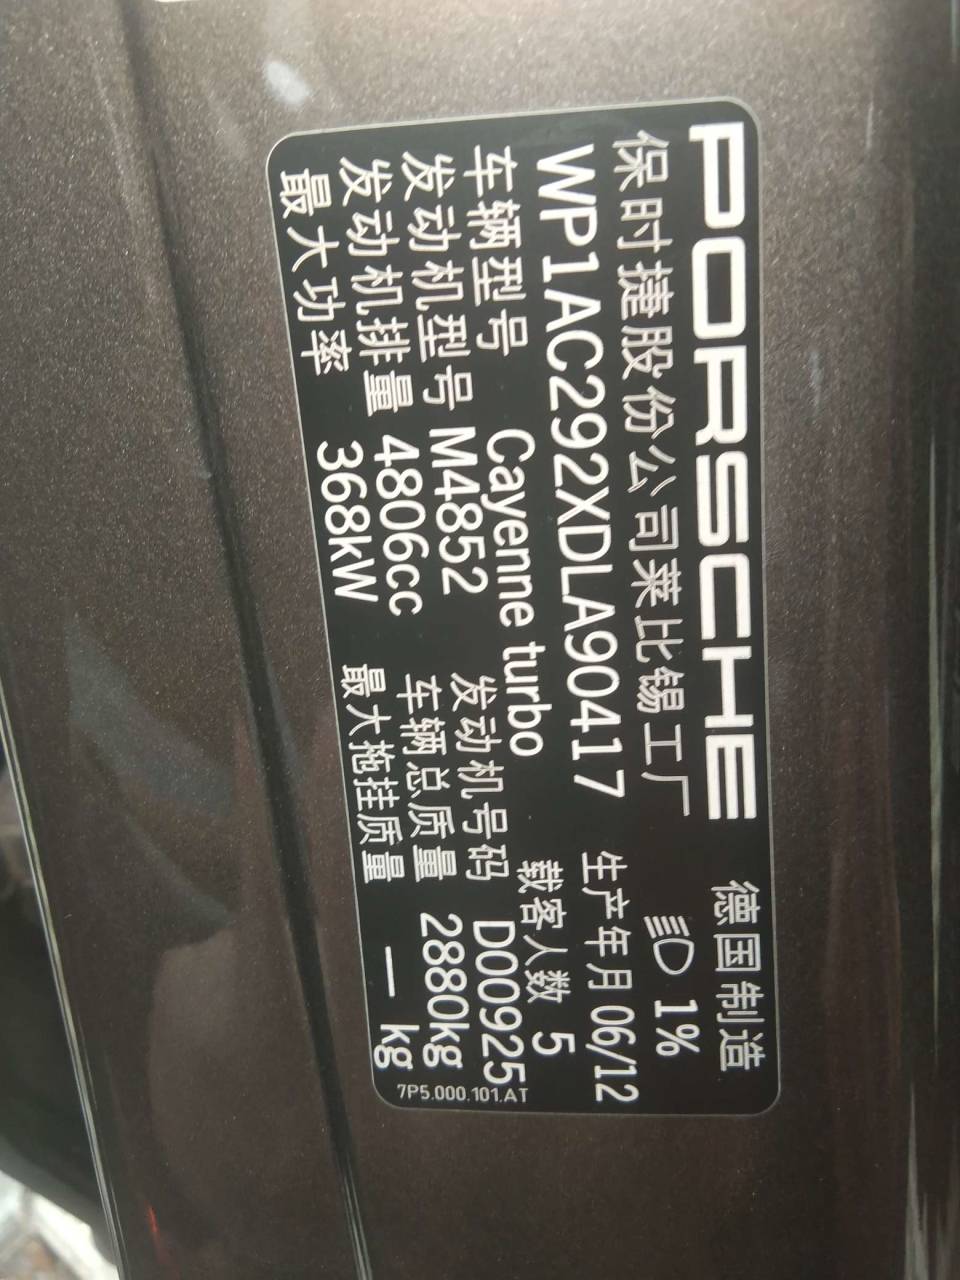 PORSCHE 德国制造
保时捷股份公司莱比锡工厂 1%
WP1AC292XDLA90417 生产年月 06/12
车辆型号 Cayenne turbo 载客人数 5
发动机型号 M4852 发动机号码 D00925
发动机排量 4806cc 车辆总质量 2880kg
最大功率 368kW 最大拖挂质量 — kg
7P5.000.101.AT